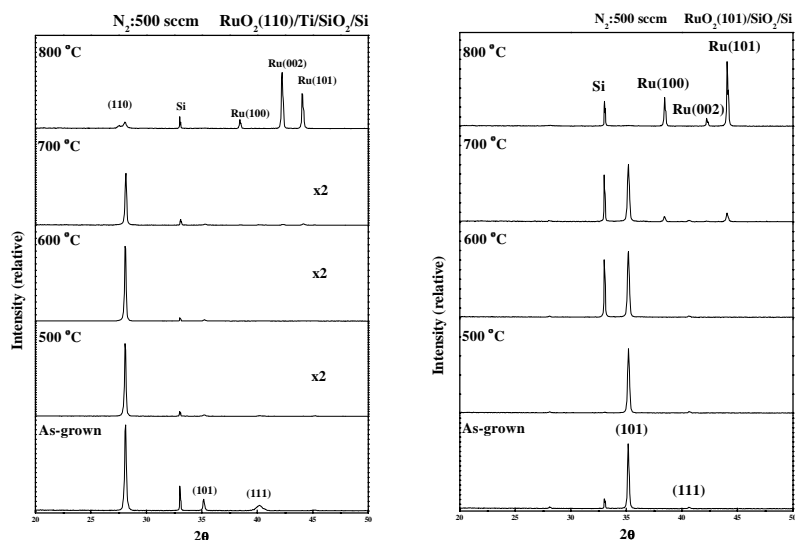 N2:500 sccm RuO2(110)/Ti/SiO2/Si
800 °C
Ru(002)
Ru(101)
(110)
Si
Ru(100)
700 °C
x2
600 °C
x2
500 °C
x2
As-grown
(101)
(111)
20 25 30 35 40 45 50
2θ
Intensity (relative)
N2:500 sccm RuO2(101)/SiO2/Si
800 °C
Ru(101)
Si
Ru(100)
Ru(002)
700 °C
600 °C
500 °C
As-grown
(101)
(111)
20 25 30 35 40 45 50
2θ
Intensity (relative)